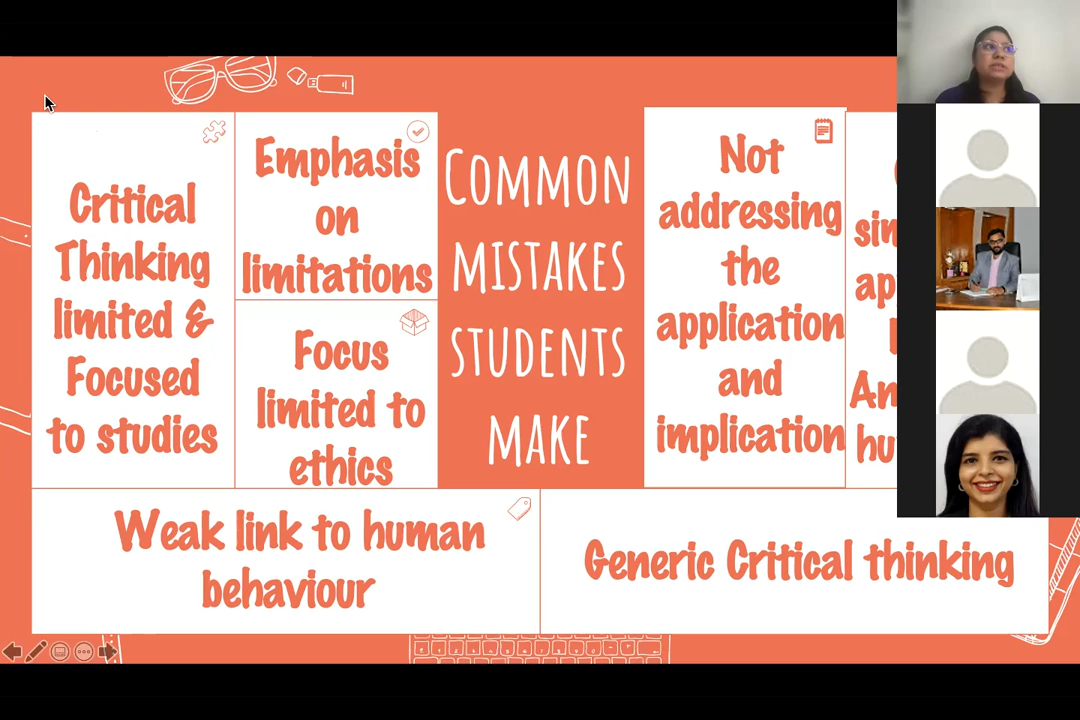 Critical
Thinking
limited &
Focused
to studies
Emphasis
on
limitations
Focus
limited to
ethics
COMMON
MISTAKES
STUDENTS
MAKE
Not
addressing
the
application
and
implication
Weak link to human
behaviour
Generic Critical thinking